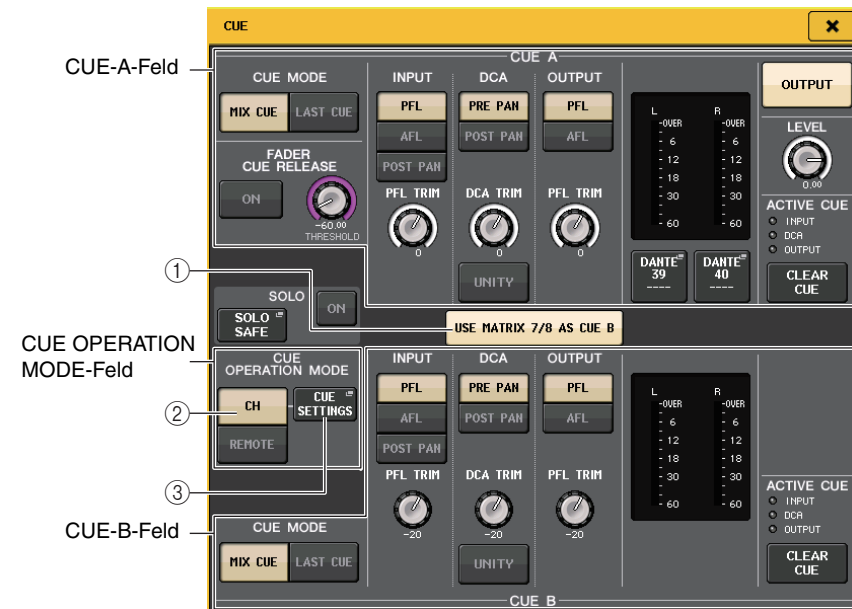 CUE
CUE-A-Feld
CUE A
CUE MODE
MIX CUE
LAST CUE
FADER
CUE RELEASE
ON
-60.00
THRESHOLD
INPUT
PFL
AFL
POST PAN
PFL TRIM
0
DCA
PRE PAN
POST PAN
DCA TRIM
0
UNITY
OUTPUT
PFL
AFL
PFL TRIM
0
L R
-OVER -OVER
- 6 - 6
- 12 - 12
- 18 - 18
- 30 - 30
- 60 - 60
DANTE
39
----
DANTE
40
----
OUTPUT
LEVEL
0.00
ACTIVE CUE
INPUT
DCA
OUTPUT
CLEAR
CUE
①
SOLO
SOLO
SAFE
ON
USE MATRIX 7/8 AS CUE B
CUE OPERATION
MODE-Feld
CUE
OPERATION MODE
②
CH
CUE
SETTINGS
REMOTE
③
CUE-B-Feld
CUE MODE
MIX CUE
LAST CUE
INPUT
PFL
AFL
POST PAN
PFL TRIM
-20
DCA
PRE PAN
POST PAN
DCA TRIM
-20
UNITY
OUTPUT
PFL
AFL
PFL TRIM
-20
L R
-OVER -OVER
- 6 - 6
- 12 - 12
- 18 - 18
- 30 - 30
- 60 - 60
ACTIVE CUE
INPUT
DCA
OUTPUT
CLEAR
CUE
CUE B